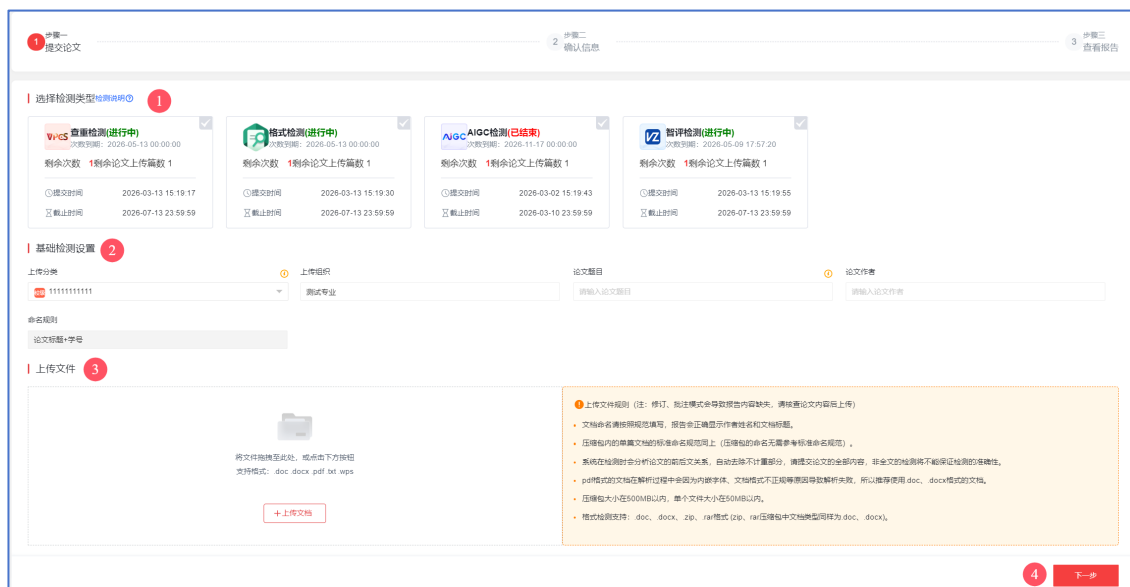 步骤一
1 提交论文
步骤二
2 确认信息
步骤三
3 查看报告
选择检测类型 检测说明 1
VPCS 查重检测(进行中)
次数到期：2026-05-13 00:00:00
剩余次数 1剩余论文上传篇数 1
提交时间 2026-03-13 15:19:17
截止时间 2026-07-13 23:59:59
格式检测(进行中)
次数到期：2026-05-13 00:00:00
剩余次数 1剩余论文上传篇数 1
提交时间 2026-03-13 15:19:30
截止时间 2026-07-13 23:59:59
AIGC AIGC检测(已结束)
次数到期：2026-11-17 00:00:00
剩余次数 1剩余论文上传篇数 1
提交时间 2026-03-02 15:19:43
截止时间 2026-03-10 23:59:59
VZ 智评检测(进行中)
次数到期：2026-05-09 17:57:20
剩余次数 1剩余论文上传篇数 1
提交时间 2026-03-13 15:19:55
截止时间 2026-07-13 23:59:59
基础检测设置 2
上传分类 上传组织 论文题目 论文作者
11111111111 测试专业 请输入论文题目 请输入论文作者
命名规则
论文标题+学号
上传文件 3
将文件拖拽至此处，或点击下方按钮
支持格式：.doc .docx .pdf .txt .wps
+上传文档
上传文件规则（注：修订、批注模式会导致报告内容缺失，请核查论文内容后上传）
• 文档命名请按照规范填写，报告会正确显示作者姓名和文档标题。
• 压缩包内的单篇文档的标准命名规范同上（压缩包的命名无需参考标准命名规范）。
• 系统在检测时会分析论文的前后文关系，自动去除不计重部分，请提交论文的全部内容，非全文的检测将不能保证检测的准确性。
• pdf格式的文档在解析过程中会因为内嵌字体、文档格式不正规等原因导致解析失败，所以推荐使用.doc、.docx格式的文档。
• 压缩包大小在500MB以内，单个文件大小在50MB以内。
• 格式检测支持：.doc、.docx、.zip、.rar格式 (zip、rar压缩包中文档类型同样为.doc、.docx)。
4 下一步